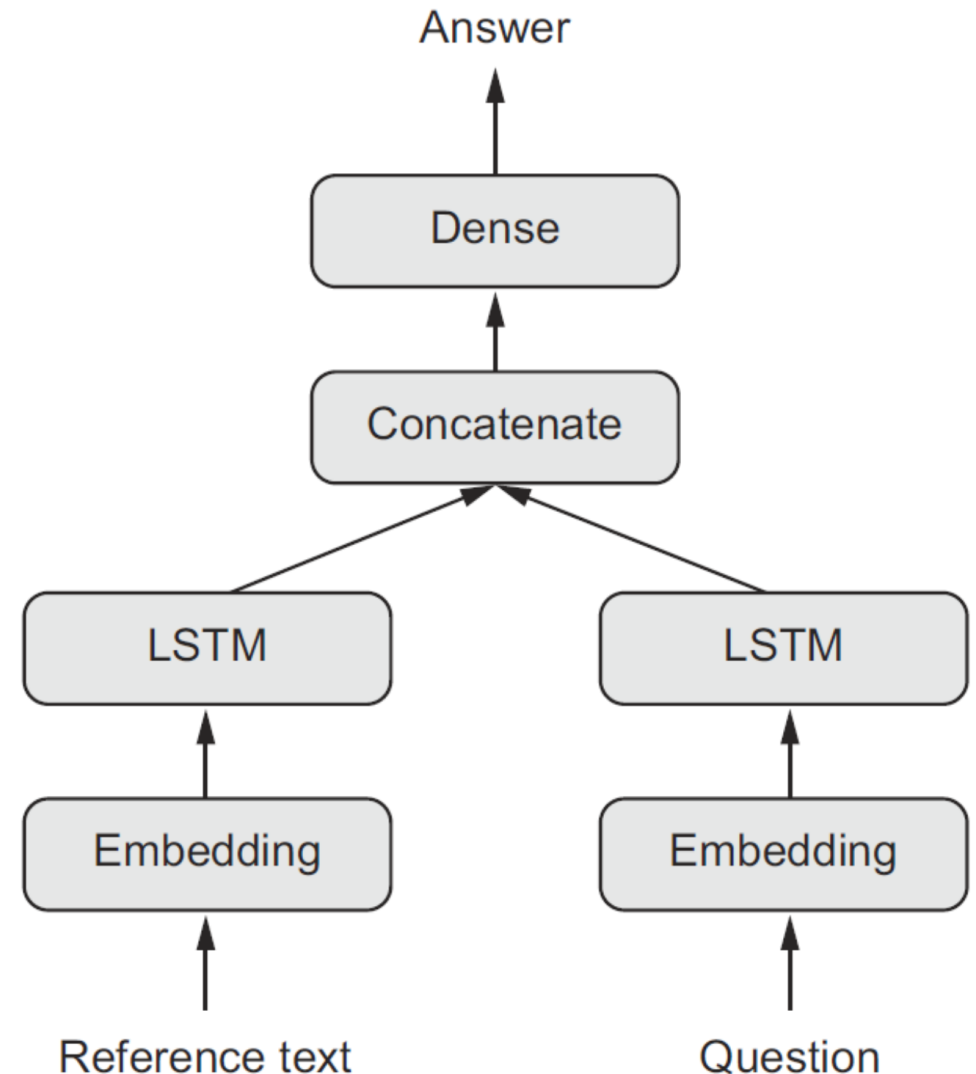 Answer
Dense
Concatenate
LSTM LSTM
Embedding Embedding
Reference text Question